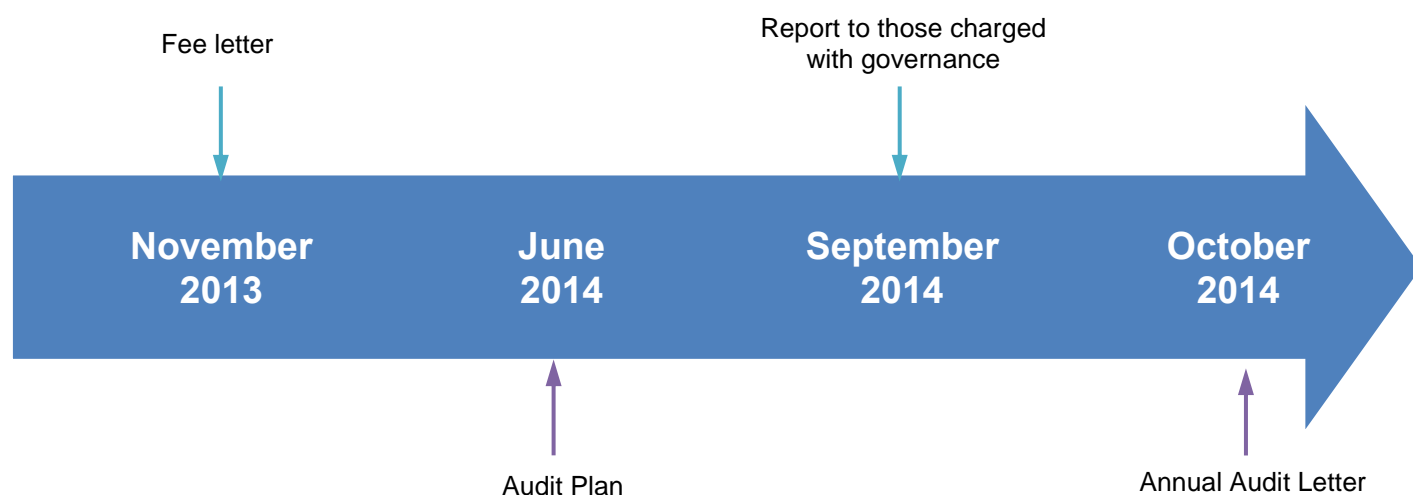 Fee letter
Report to those charged
with governance
November
2013
June
2014
September
2014
October
2014
Audit Plan
Annual Audit Letter